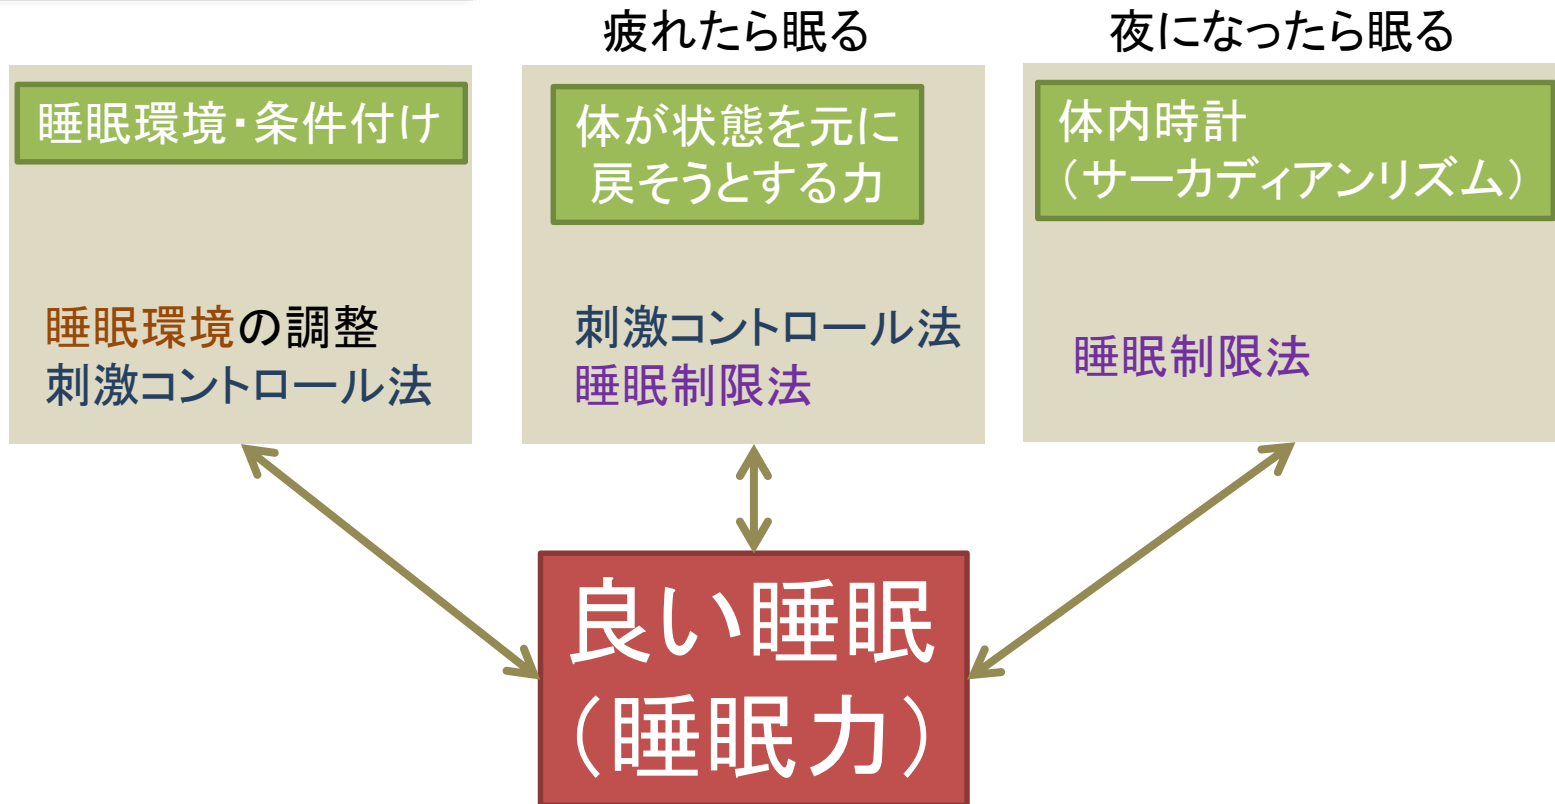 疲れたら眠る
夜になったら眠る
睡眠環境・条件付け
睡眠環境の調整
刺激コントロール法
体が状態を元に
戻そうとする力
刺激コントロール法
睡眠制限法
体内時計
（サーカディアンリズム）
睡眠制限法
良い睡眠
（睡眠力）